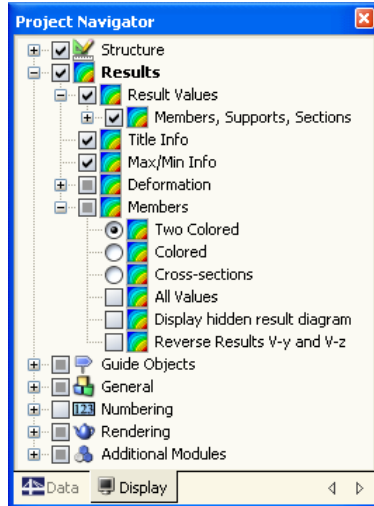 Project Navigator
Structure
Results
Result Values
Members, Supports, Sections
Title Info
Max/Min Info
Deformation
Members
Two Colored
Colored
Cross-sections
All Values
Display hidden result diagram
Reverse Results V-y and V-z
Guide Objects
General
123 Numbering
Rendering
Additional Modules
Data Display